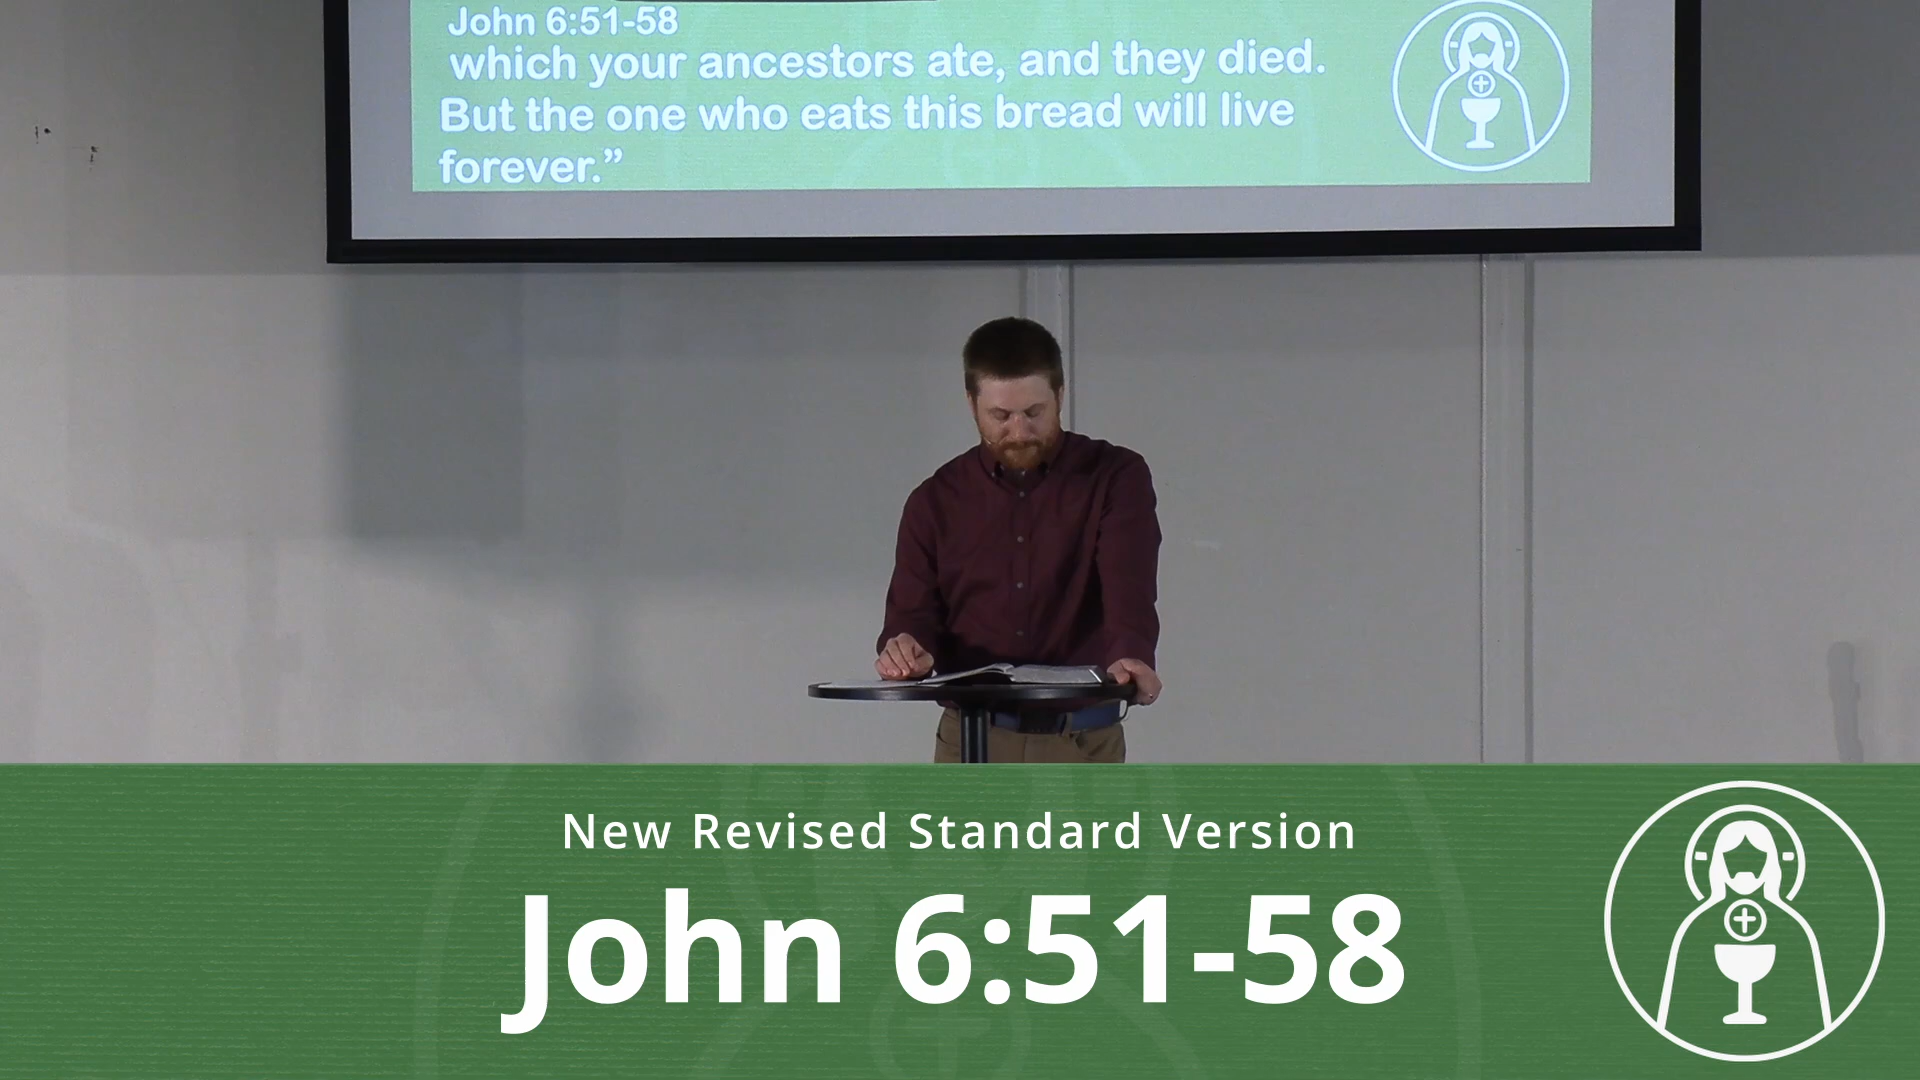 John 6:51-58
which your ancestors ate, and they died.
But the one who eats this bread will live
forever.”
New Revised Standard Version
John 6:51-58